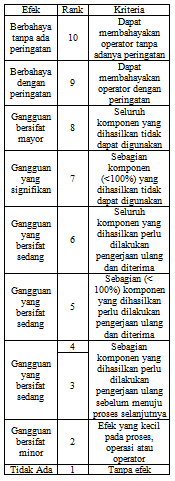 Efek Rank Kriteria
Berbahaya tanpa ada peringatan 10 Dapat membahayakan operator tanpa adanya peringatan
Berbahaya dengan peringatan 9 Dapat membahayakan operator dengan peringatan
Gangguan bersifat mayor 8 Seluruh komponen yang dihasilkan tidak dapat digunakan
Gangguan yang signifikan 7 Sebagian komponen (<100%) yang dihasilkan tidak dapat digunakan
Gangguan yang bersifat sedang 6 Seluruh komponen yang dihasilkan perlu dilakukan pengerjaan ulang dan diterima
Gangguan yang bersifat sedang 5 Sebagian (< 100%) komponen yang dihasilkan perlu dilakukan pengerjaan ulang dan diterima
Gangguan yang bersifat sedang 4 3 Sebagian komponen yang dihasilkan perlu dilakukan pengerjaan ulang sebelum menuju proses selanjutnya
Gangguan bersifat minor 2 Efek yang kecil pada proses, operasi atau operator
Tidak Ada 1 Tanpa efek